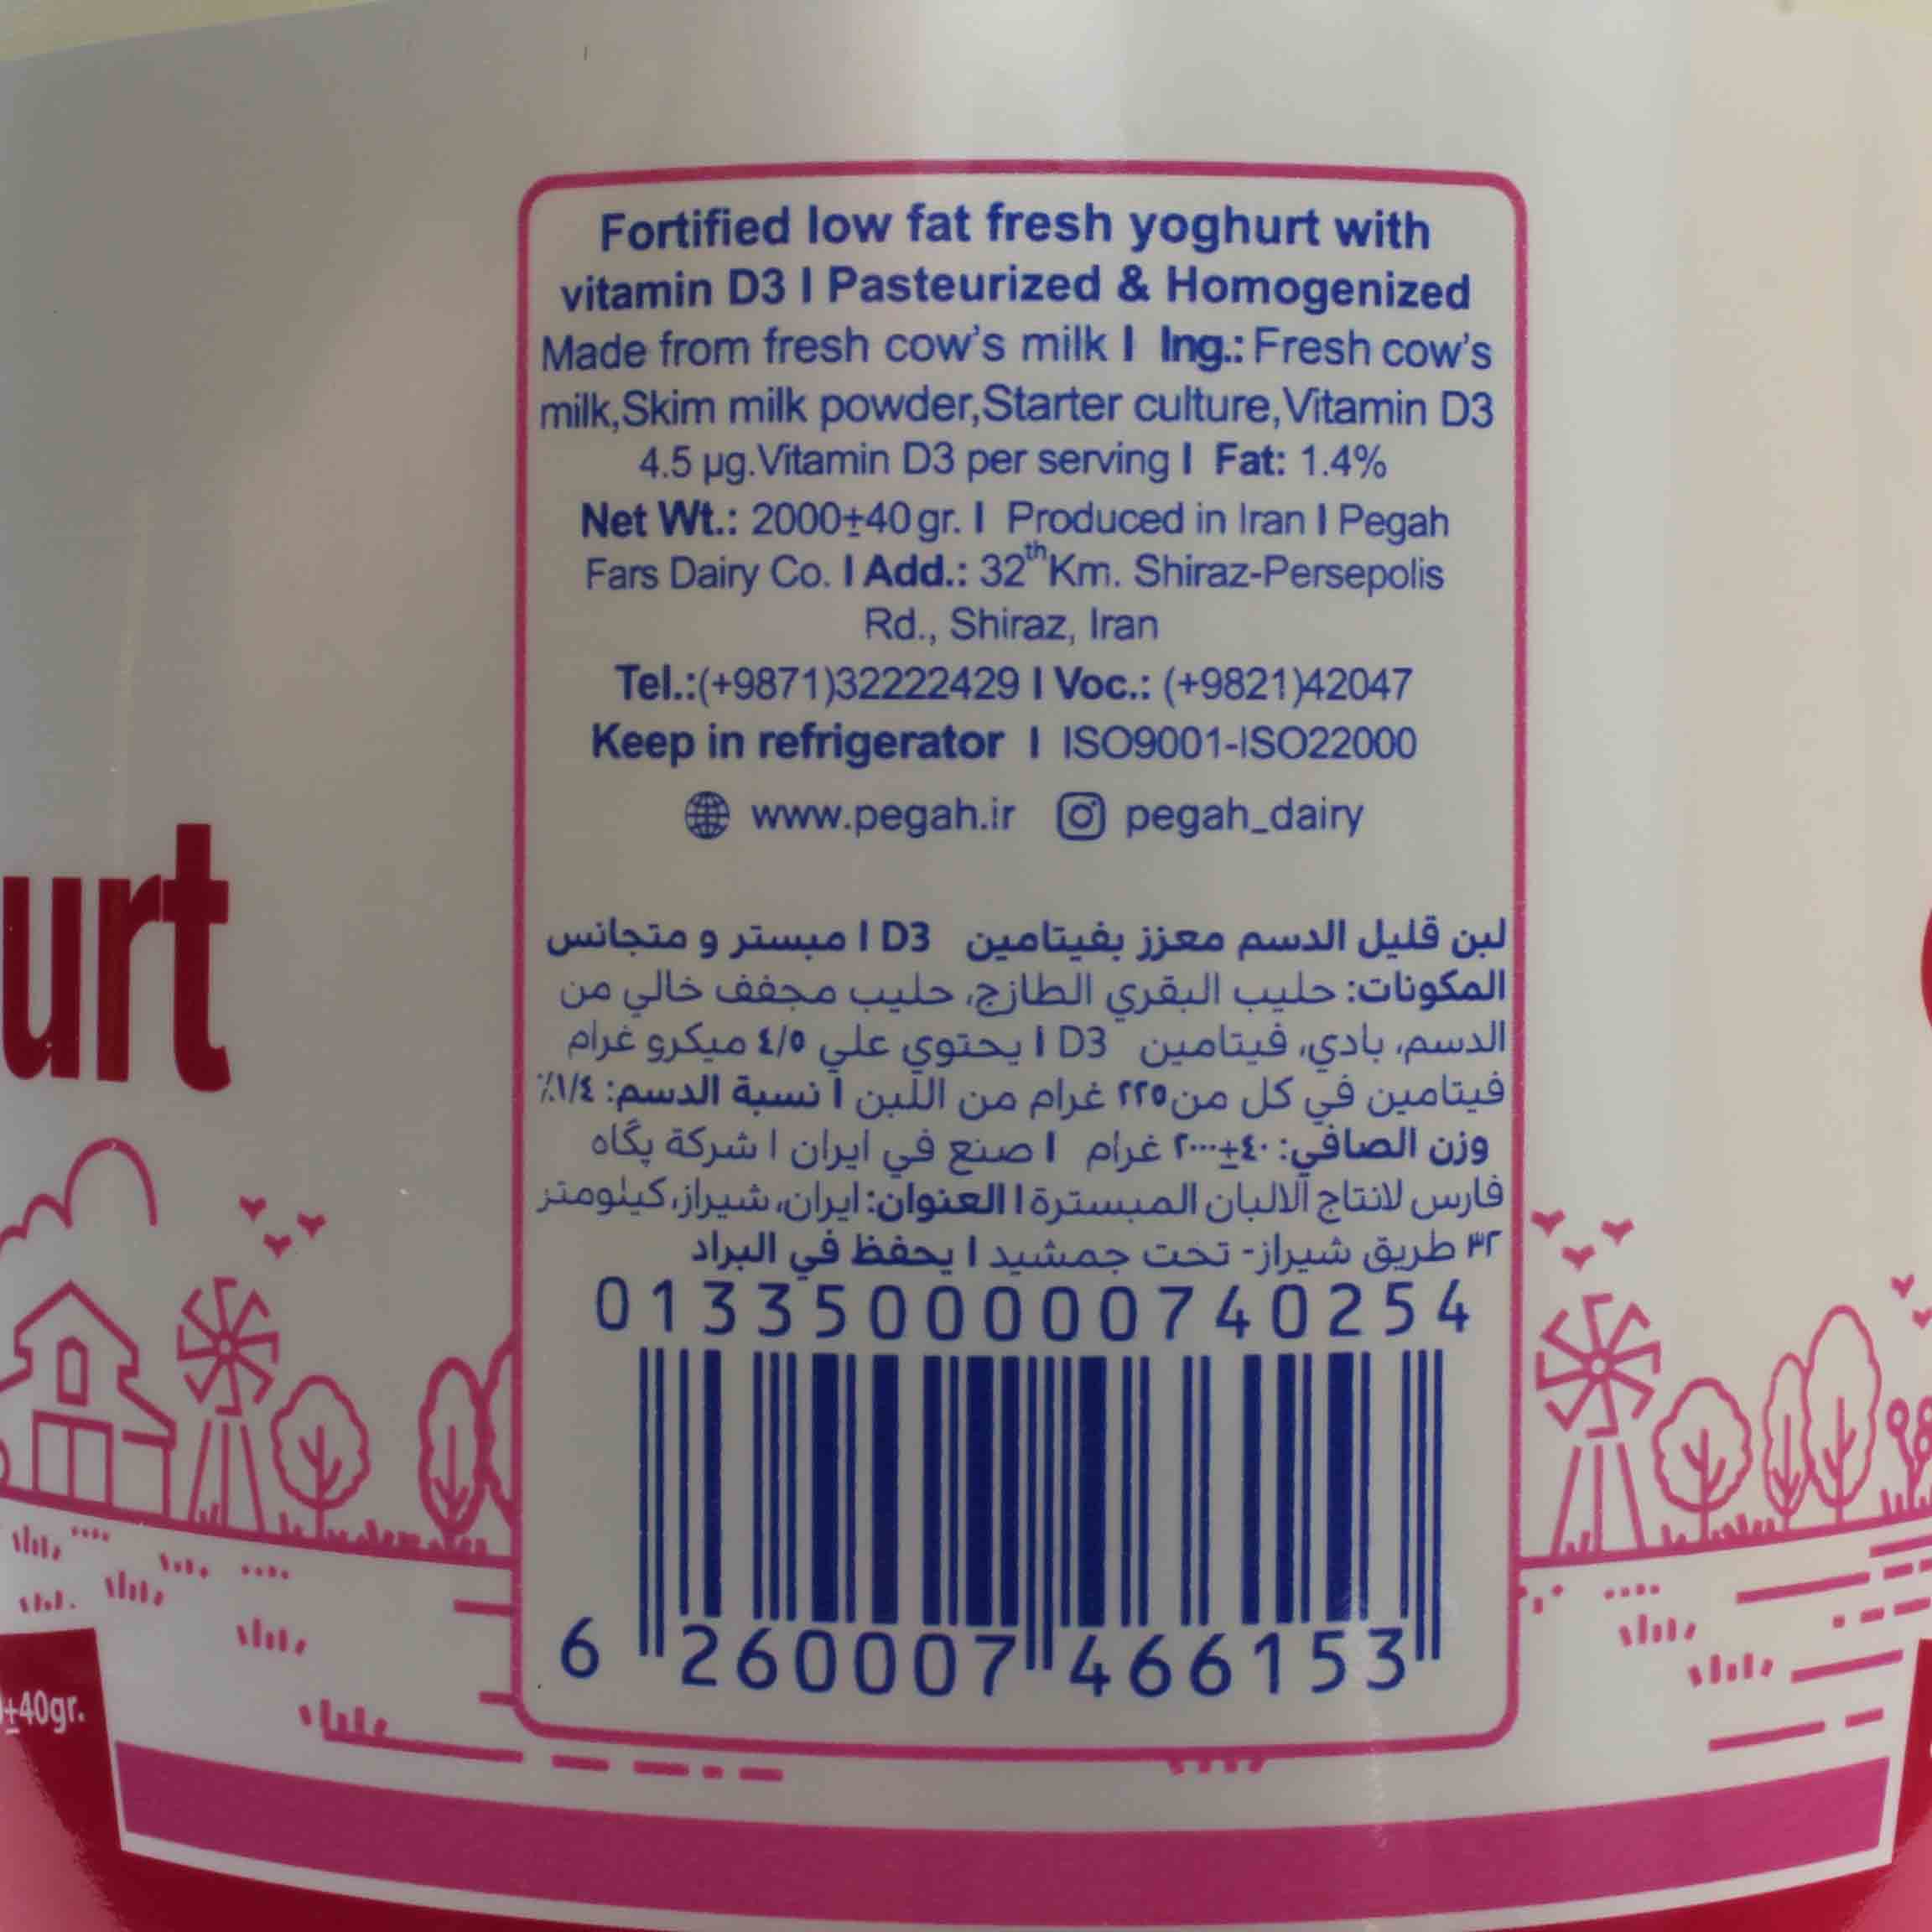 Fortified low fat fresh yoghurt with
vitamin D3 I Pasteurized & Homogenized
Made from fresh cow's milk I Ing.: Fresh cow's
milk,Skim milk powder,Starter culture,Vitamin D3
4.5 µg.Vitamin D3 per serving I Fat: 1.4%
Net Wt.: 2000±40 gr. I Produced in Iran I Pegah
Fars Dairy Co. I Add.: 32th Km. Shiraz-Persepolis
Rd., Shiraz, Iran
Tel.:(+9871)32222429 I Voc.: (+9821)42047
Keep in refrigerator I ISO9001-ISO22000
www.pegah.ir pegah_dairy
لبن قليل الدسم معزز بفيتامين D3 I مبستر و متجانس
المكونات: حليب البقري الطازج، حليب مجفف خالي من
الدسم، بادي، فيتامين D3 I يحتوي علي ٤/٥ ميكرو غرام
فيتامين في كل من٢٢٥ غرام من اللبن I نسبة الدسم: ١/٤٪
وزن الصافي: ٤٠±٢٠٠٠ غرام I صنع في ايران I شركة پگاه
فارس لانتاج آلالبان المبسترة I العنوان: ايران، شيراز، كيلومتر
٣٢ طريق شيراز- تخت جمشيد I يحفظ في البراد
0133500000740254
6 260007 466153
urt
±40gr.